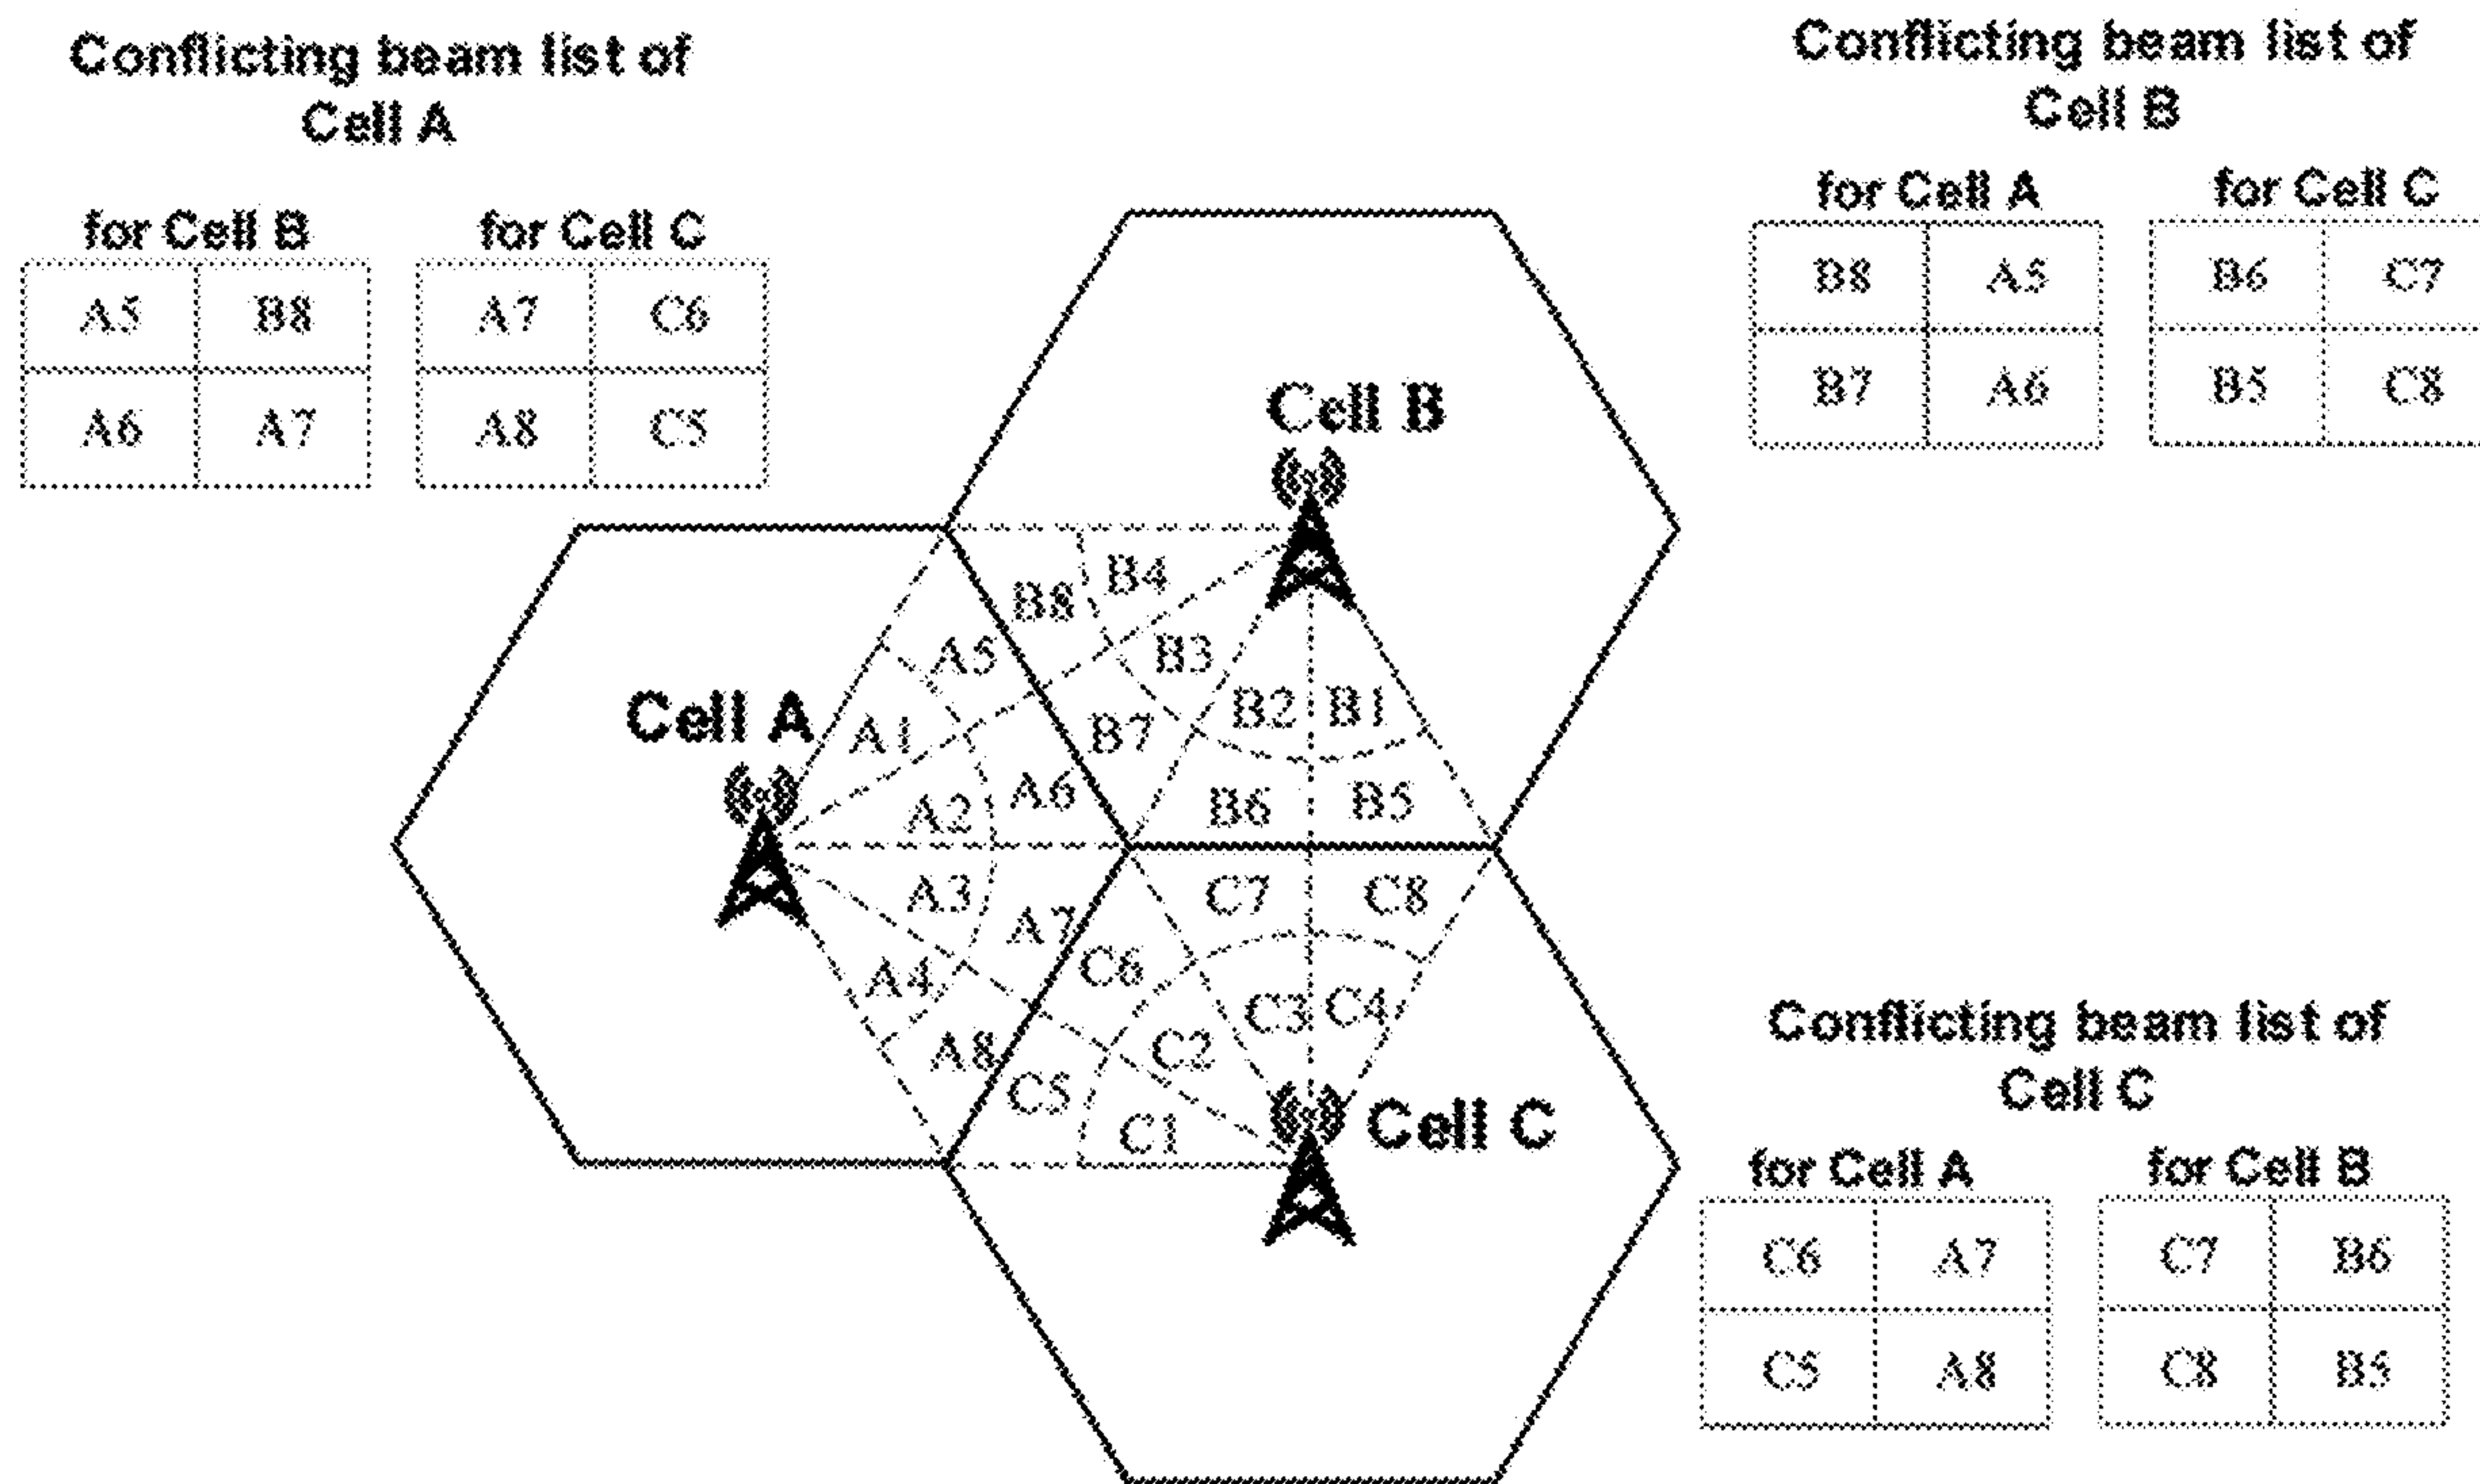 Conflicting beam list of
Cell A
for Cell B
for Cell C
A5 B8
A6 A7
A7 C6
A8 C5
Conflicting beam list of
Cell B
for Cell A
for Cell C
B8 A5
B7 A6
B6 C7
B5 C8
Cell B
B4
B8
B3
A5
B2 B1
Cell A
A1
B7
A6
A2
B6 B5
A3
A7
C7 C8
C6
A4
C3 C4
A8
C2
C5
C1
Cell C
Conflicting beam list of
Cell C
for Cell A
for Cell B
C6 A7
C5 A8
C7 B6
C8 B5